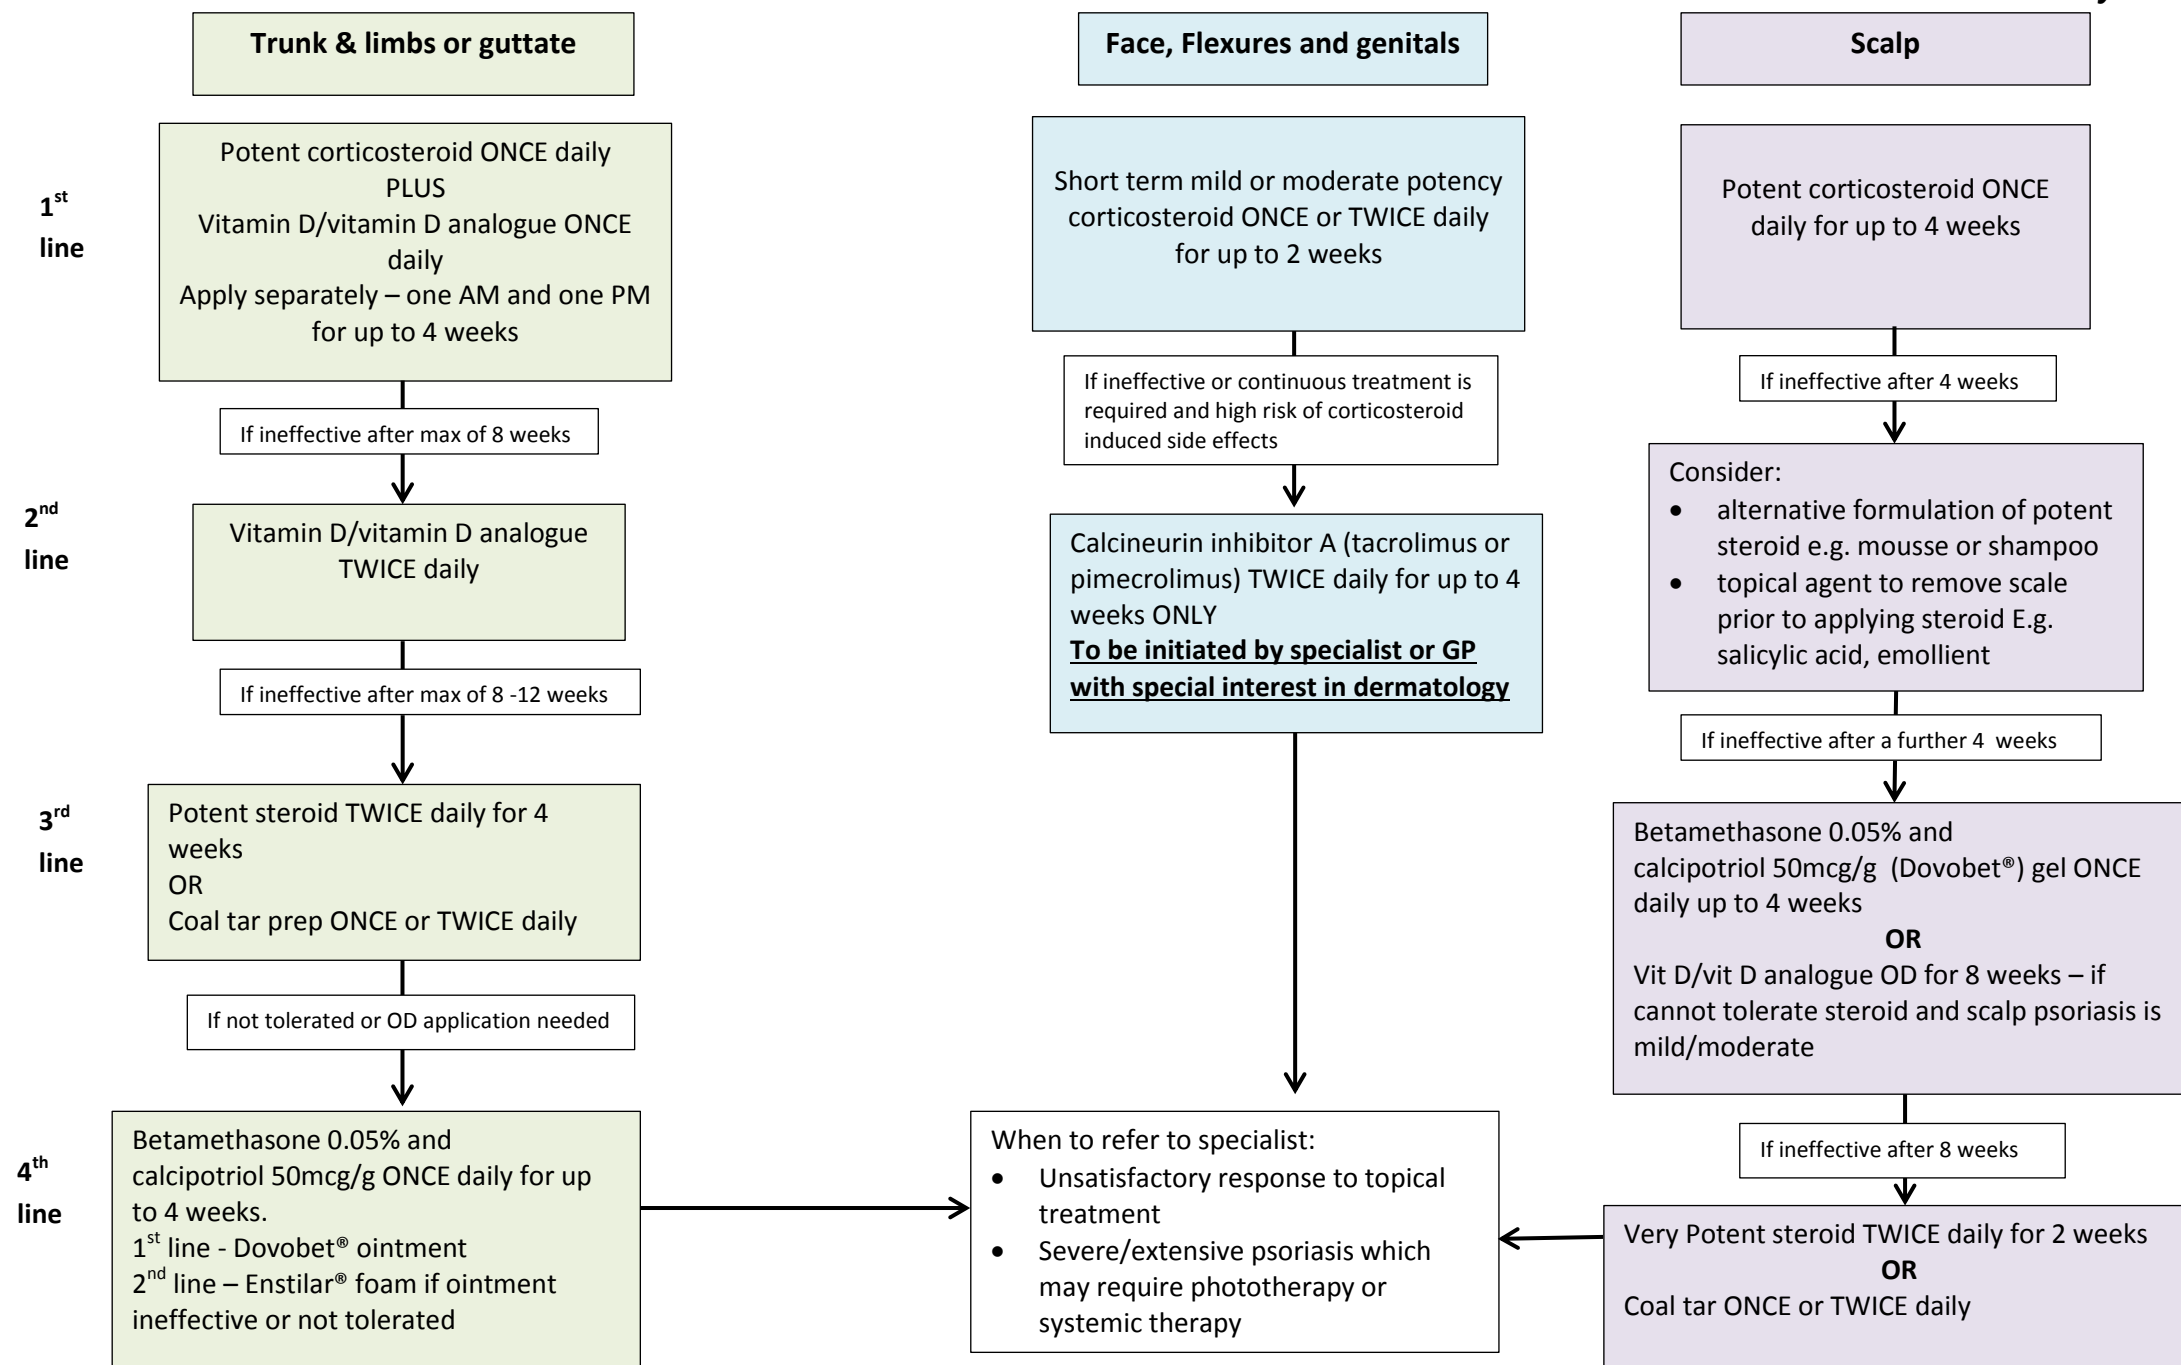 Trunk & limbs or guttate
Face, Flexures and genitals
Scalp
1st
line
Potent corticosteroid ONCE daily
PLUS
Vitamin D/vitamin D analogue ONCE
daily
Apply separately – one AM and one PM
for up to 4 weeks
Short term mild or moderate potency
corticosteroid ONCE or TWICE daily
for up to 2 weeks
Potent corticosteroid ONCE
daily for up to 4 weeks
If ineffective after max of 8 weeks
If ineffective or continuous treatment is
required and high risk of corticosteroid
induced side effects
If ineffective after 4 weeks
2nd
line
Vitamin D/vitamin D analogue
TWICE daily
Calcineurin inhibitor A (tacrolimus or
pimecrolimus) TWICE daily for up to 4
weeks ONLY
To be initiated by specialist or GP
with special interest in dermatology
Consider:
• alternative formulation of potent
steroid e.g. mousse or shampoo
• topical agent to remove scale
prior to applying steroid E.g.
salicylic acid, emollient
If ineffective after max of 8 -12 weeks
If ineffective after a further 4 weeks
3rd
line
Potent steroid TWICE daily for 4
weeks
OR
Coal tar prep ONCE or TWICE daily
Betamethasone 0.05% and
calcipotriol 50mcg/g (Dovobet®) gel ONCE
daily up to 4 weeks
OR
Vit D/vit D analogue OD for 8 weeks – if
cannot tolerate steroid and scalp psoriasis is
mild/moderate
If not tolerated or OD application needed
If ineffective after 8 weeks
4th
line
Betamethasone 0.05% and
calcipotriol 50mcg/g ONCE daily for up
to 4 weeks.
1st line - Dovobet® ointment
2nd line – Enstilar® foam if ointment
ineffective or not tolerated
When to refer to specialist:
• Unsatisfactory response to topical
treatment
• Severe/extensive psoriasis which
may require phototherapy or
systemic therapy
Very Potent steroid TWICE daily for 2 weeks
OR
Coal tar ONCE or TWICE daily